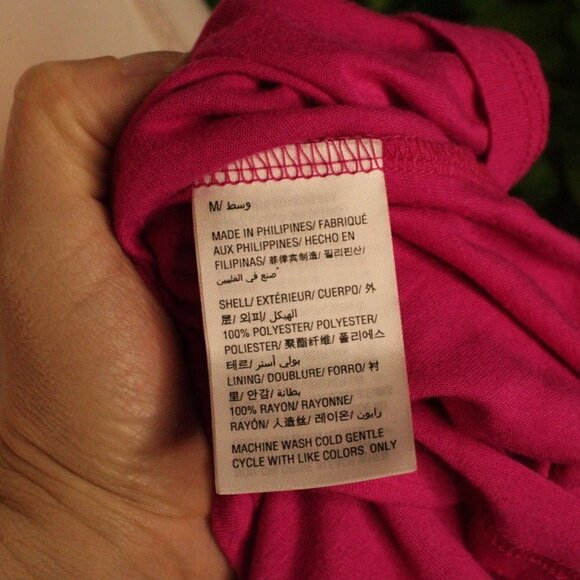 M/ وسط
MADE IN PHILIPINES/ FABRIQUÉ
AUX PHILIPPINES/ HECHO EN
FILIPINAS/ 菲律宾制造/ 필리핀산/
صنع في الفلبين
SHELL/ EXTÉRIEUR/ CUERPO/ 外
层/ 외피/ الهيكل/
100% POLYESTER/ POLYESTER/
POLIESTER/ 聚酯纤维/ 폴리에스
테르/ بولي أستر/
LINING/ DOUBLURE/ FORRO/ 衬
里/ 안감/ بطانة/
100% RAYON/ RAYONNE/
RAYÓN/ 人造丝/ 레이온/ رايون/
MACHINE WASH COLD GENTLE
CYCLE WITH LIKE COLORS. ONLY